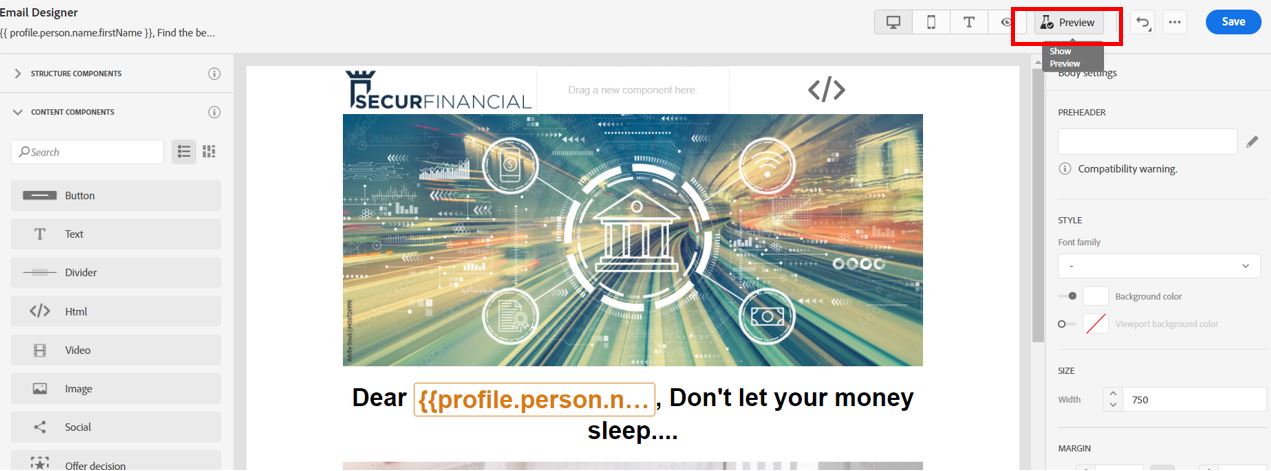 Email Designer
{{ profile.person.name.firstName }}, Find the be...
Preview
Save
Show
Preview
STRUCTURE COMPONENTS
CONTENT COMPONENTS
Search
Button
Text
Divider
Html
Video
Image
Social
Offer decision
SECURFINANCIAL
Drag a new component here.
Dear {{profile.person.n... , Don't let your money
sleep....
Body settings
PREHEADER
Compatibility warning.
STYLE
Font family
-
Background color
Viewport background color
SIZE
Width
750
MARGIN